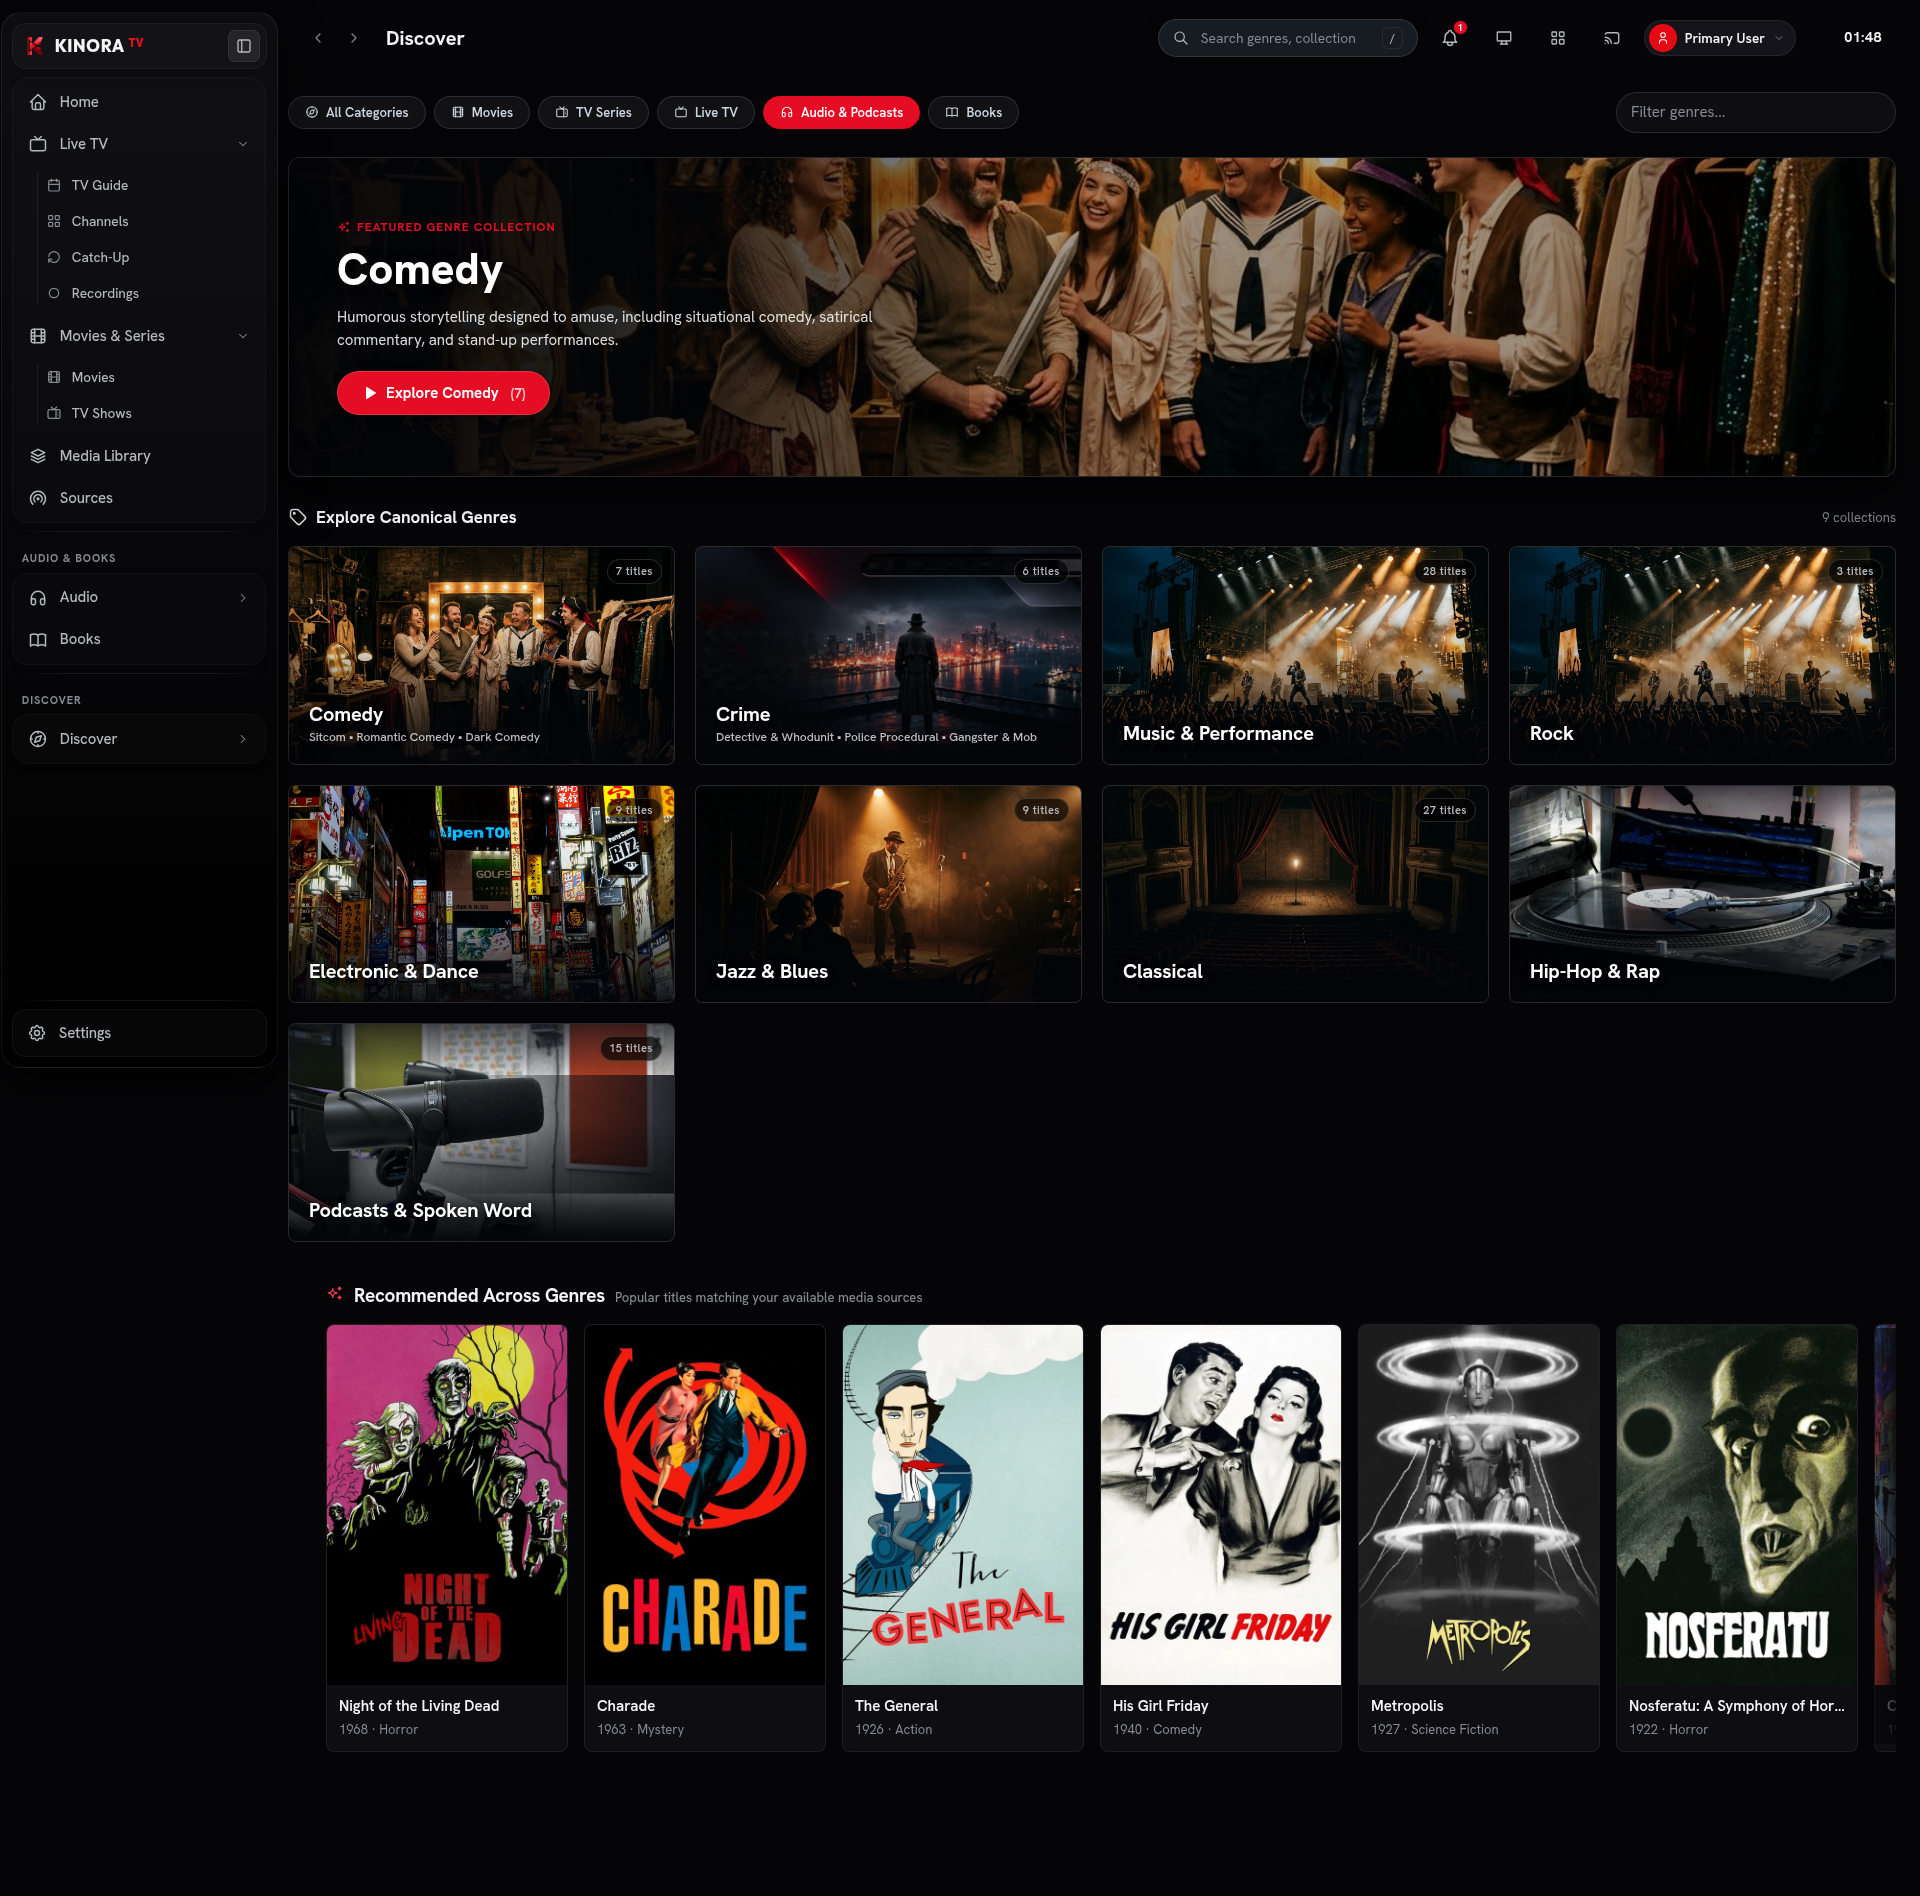 KINORA TV
Discover
Search genres, collection
/
1
Primary User
01:48
Home
Live TV
TV Guide
Channels
Catch-Up
Recordings
Movies & Series
Movies
TV Shows
Media Library
Sources
AUDIO & BOOKS
Audio
Books
DISCOVER
Discover
Settings
All Categories
Movies
TV Series
Live TV
Audio & Podcasts
Books
Filter genres...
FEATURED GENRE COLLECTION
Comedy
Humorous storytelling designed to amuse, including situational comedy, satirical
commentary, and stand-up performances.
Explore Comedy (7)
Explore Canonical Genres
9 collections
7 titles
Comedy
Sitcom • Romantic Comedy • Dark Comedy
6 titles
Crime
Detective & Whodunit • Police Procedural • Gangster & Mob
28 titles
Music & Performance
3 titles
Rock
9 titles
Alpen TOK
GOLF5
RIZ
Electronic & Dance
9 titles
Jazz & Blues
27 titles
Classical
Hip-Hop & Rap
15 titles
Podcasts & Spoken Word
Recommended Across Genres
Popular titles matching your available media sources
NIGHT
OF THE
LIVING DEAD
Night of the Living Dead
1968 · Horror
CHARADE
Charade
1963 · Mystery
The
GENERAL
The General
1926 · Action
HIS GIRL FRIDAY
His Girl Friday
1940 · Comedy
METROPOLIS
Metropolis
1927 · Science Fiction
NOSFERATU
Nosferatu: A Symphony of Hor...
1922 · Horror